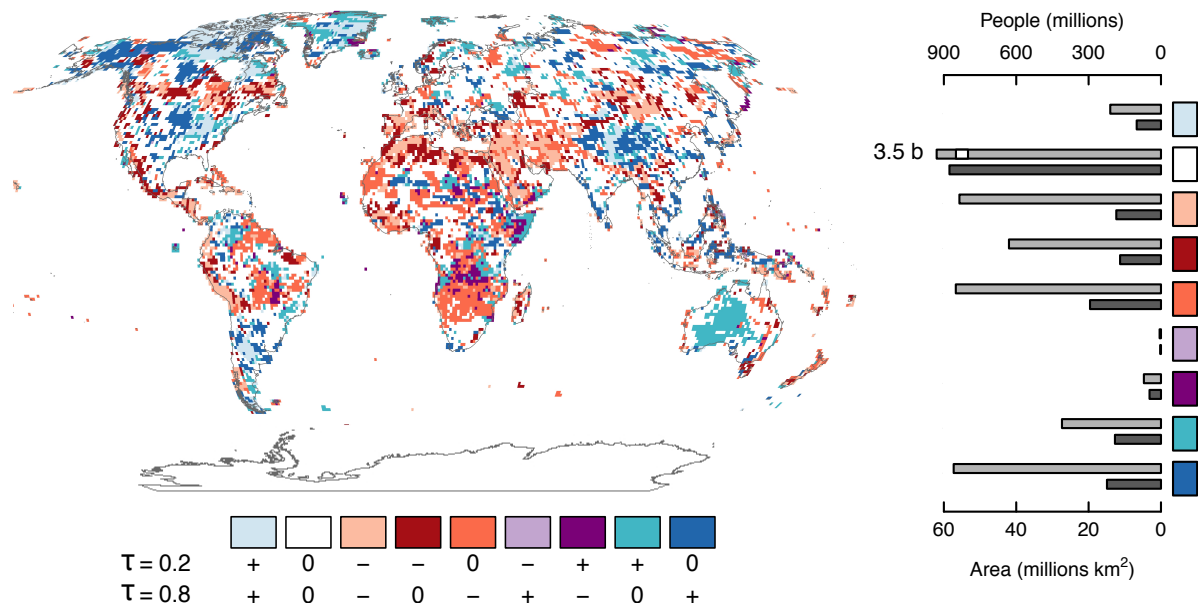 People (millions)
900 600 300 0
3.5 b
τ = 0.2 + 0 – – 0 – + + 0
τ = 0.8 + 0 – 0 – + – 0 +
60 40 20 0
Area (millions km²)